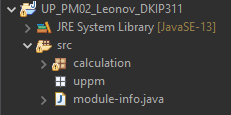 UP_PM02_Leonov_DKIP311
JRE System Library [JavaSE-13]
src
calculation
uppm
module-info.java